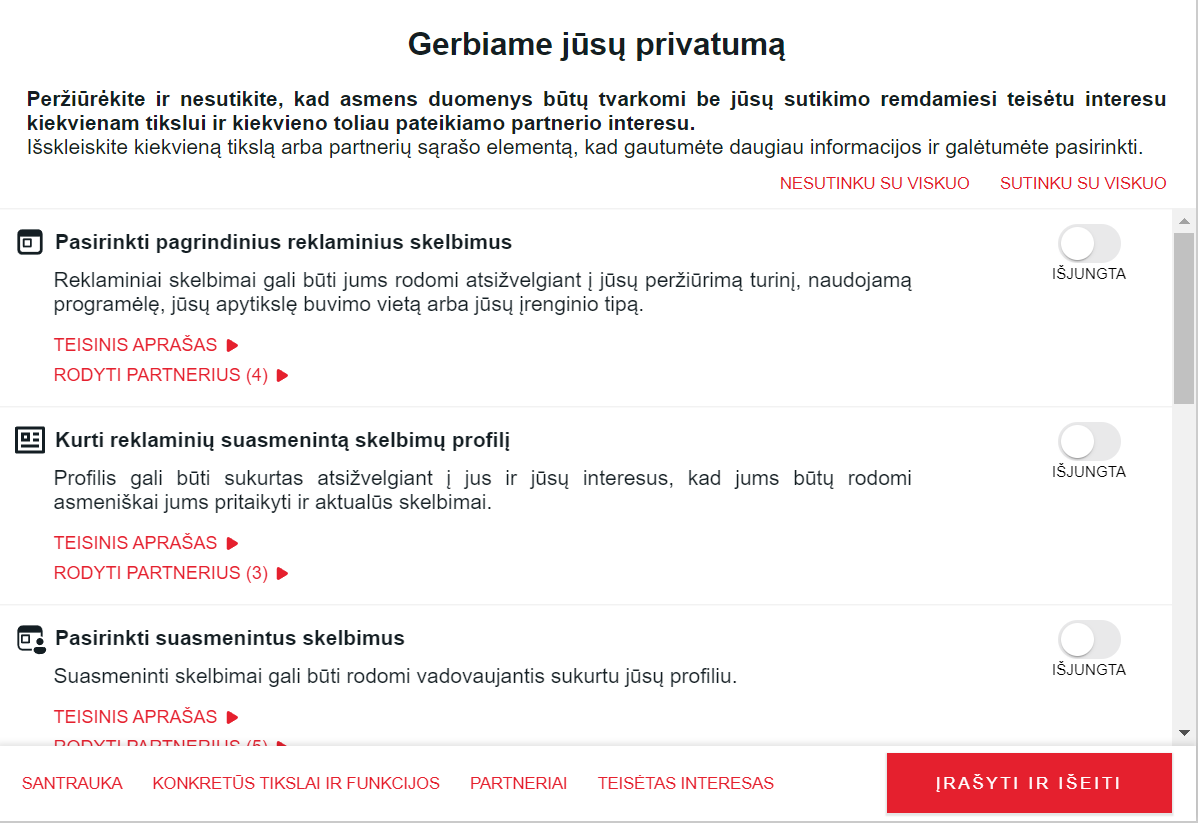 Gerbiame jūsų privatumą
Peržiūrėkite ir nesutikite, kad asmens duomenys būtų tvarkomi be jūsų sutikimo remdamiesi teisėtu interesu
kiekvienam tikslui ir kiekvieno toliau pateikiamo partnerio interesu.
Išskleiskite kiekvieną tikslą arba partnerių sąrašo elementą, kad gautumėte daugiau informacijos ir galėtumėte pasirinkti.
NESUTINKU SU VISKUO SUTINKU SU VISKUO
Pasirinkti pagrindinius reklaminius skelbimus
IŠJUNGTA
Reklaminiai skelbimai gali būti jums rodomi atsižvelgiant į jūsų peržiūrimą turinį, naudojamą
programėlę, jūsų apytikslę buvimo vietą arba jūsų įrenginio tipą.
TEISINIS APRAŠAS
RODYTI PARTNERIUS (4)
Kurti reklaminių suasmenintą skelbimų profilį
IŠJUNGTA
Profilis gali būti sukurtas atsižvelgiant į jus ir jūsų interesus, kad jums būtų rodomi
asmeniškai jums pritaikyti ir aktualūs skelbimai.
TEISINIS APRAŠAS
RODYTI PARTNERIUS (3)
Pasirinkti suasmenintus skelbimus
IŠJUNGTA
Suasmeninti skelbimai gali būti rodomi vadovaujantis sukurtu jūsų profiliu.
TEISINIS APRAŠAS
RODYTI PARTNERIUS (5)
SANTRAUKA KONKRETŪS TIKSLAI IR FUNKCIJOS PARTNERIAI TEISĖTAS INTERESAS ĮRAŠYTI IR IŠEITI